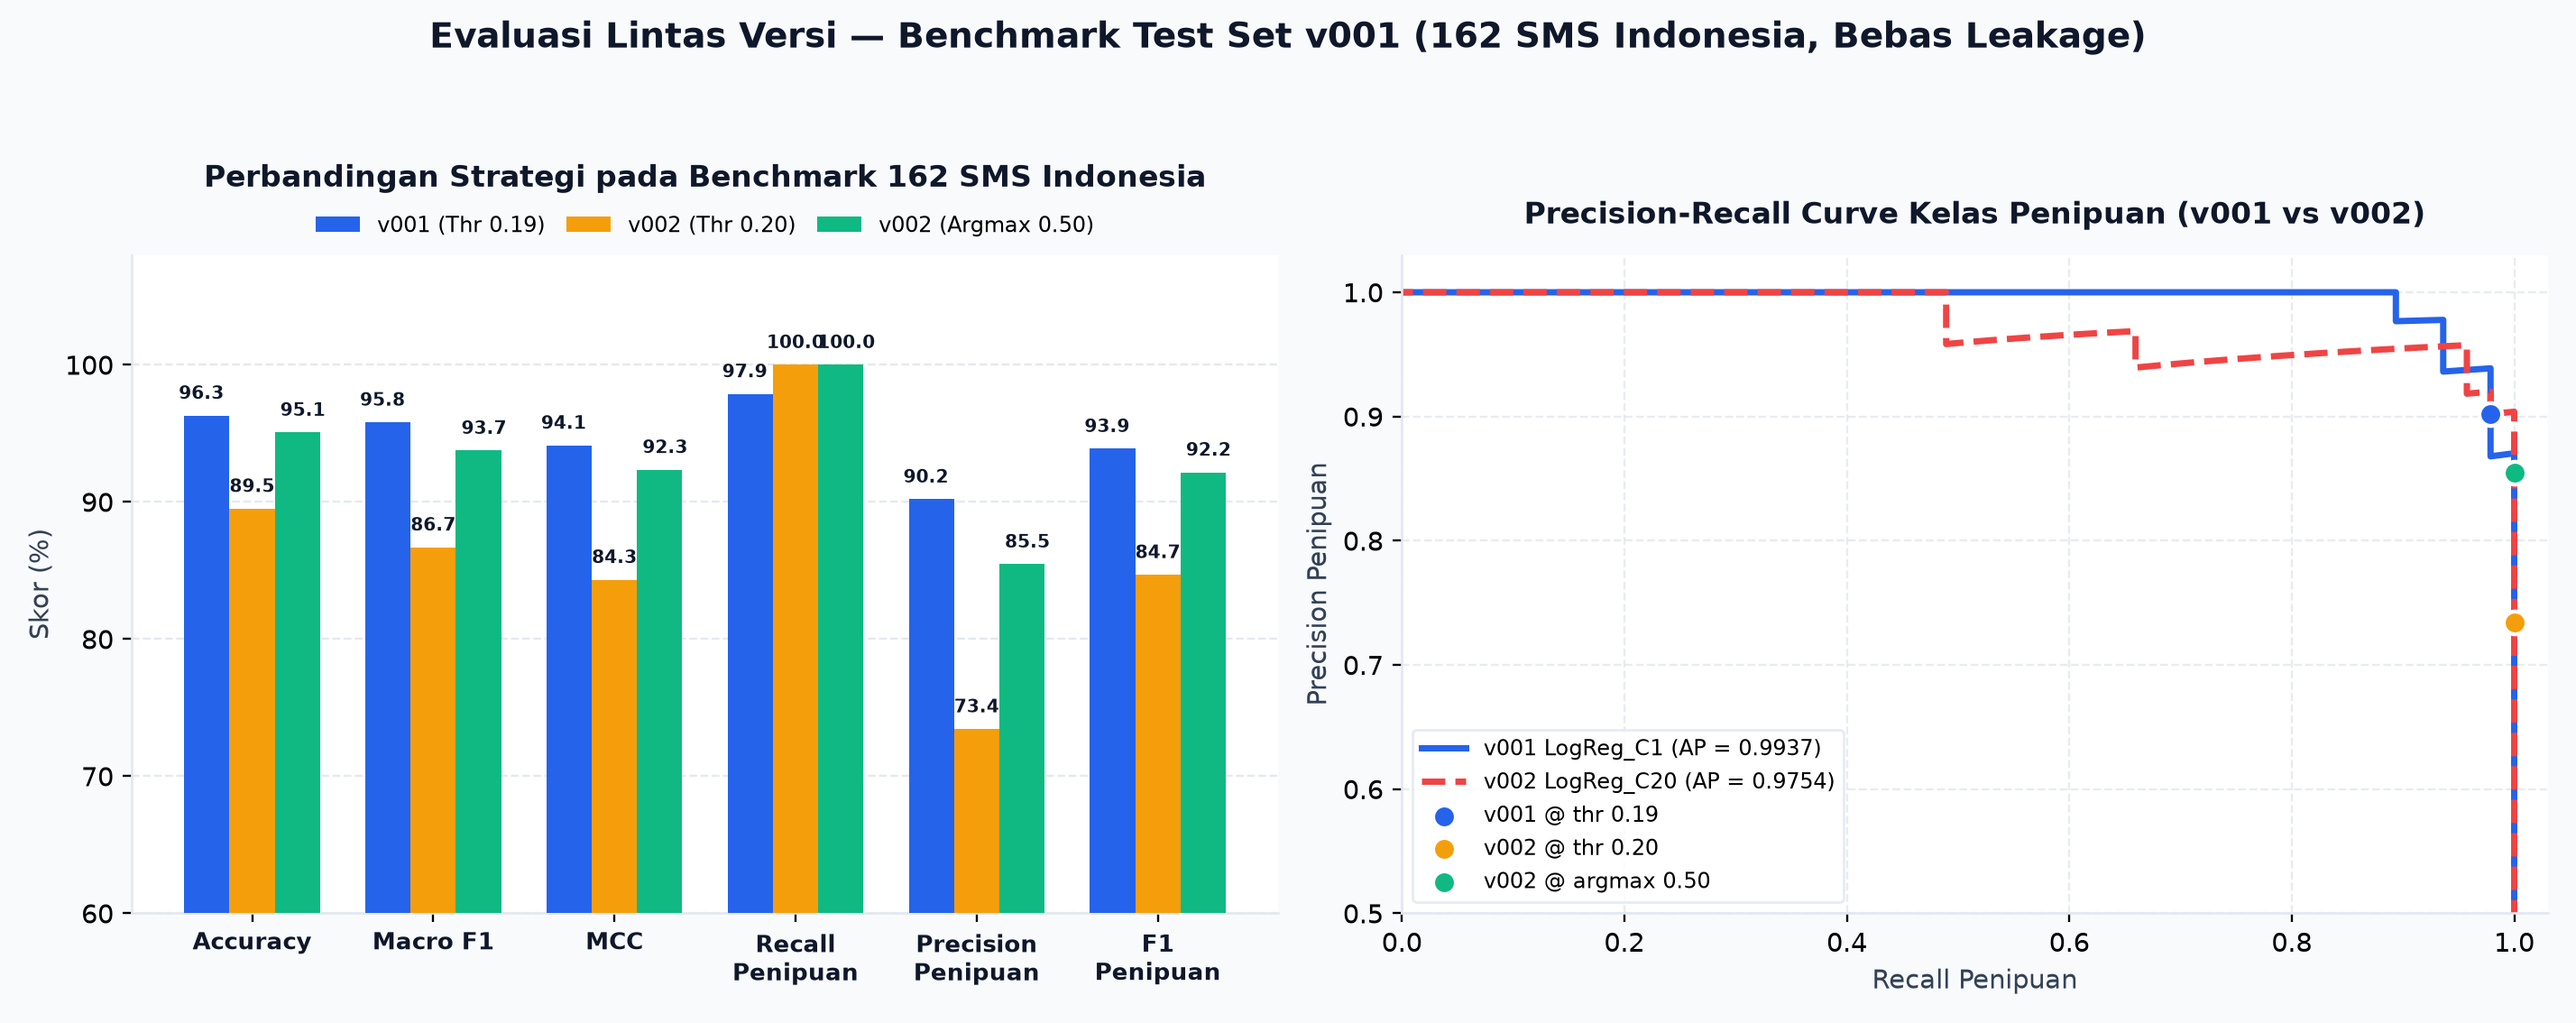 Evaluasi Lintas Versi — Benchmark Test Set v001 (162 SMS Indonesia, Bebas Leakage)
Perbandingan Strategi pada Benchmark 162 SMS Indonesia
v001 (Thr 0.19)
v002 (Thr 0.20)
v002 (Argmax 0.50)
Skor (%)
100
90
80
70
60
96.3
89.5
95.1
95.8
86.7
93.7
94.1
84.3
92.3
97.9
100.0
100.0
90.2
73.4
85.5
93.9
84.7
92.2
Accuracy
Macro F1
MCC
Recall
Penipuan
Precision
Penipuan
F1
Penipuan
Precision-Recall Curve Kelas Penipuan (v001 vs v002)
Precision Penipuan
1.0
0.9
0.8
0.7
0.6
0.5
v001 LogReg_C1 (AP = 0.9937)
v002 LogReg_C20 (AP = 0.9754)
v001 @ thr 0.19
v002 @ thr 0.20
v002 @ argmax 0.50
0.0
0.2
0.4
0.6
0.8
1.0
Recall Penipuan